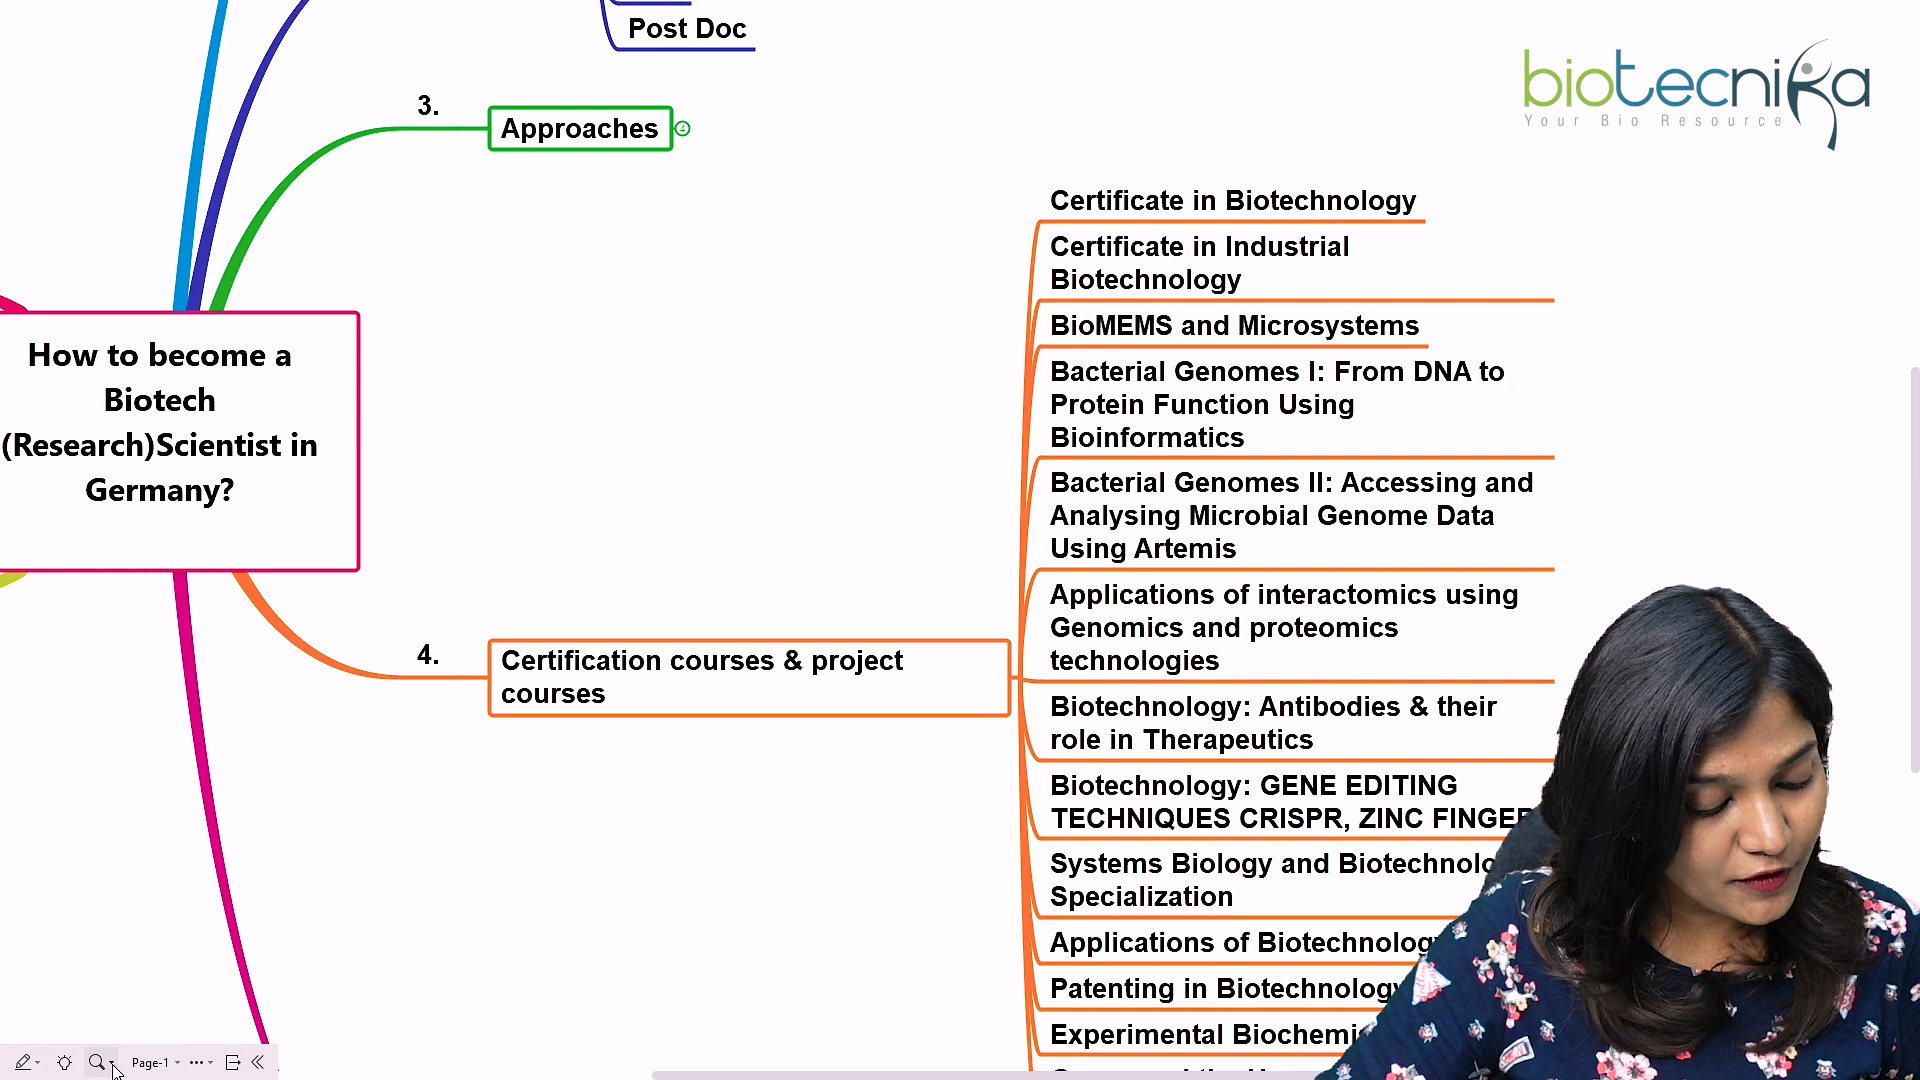 Post Doc
biotecnika
Your Bio Resource
3.
Approaches
4
Certificate in Biotechnology
Certificate in Industrial
Biotechnology
BioMEMS and Microsystems
Bacterial Genomes I: From DNA to
Protein Function Using
Bioinformatics
Bacterial Genomes II: Accessing and
Analysing Microbial Genome Data
Using Artemis
Applications of interactomics using
Genomics and proteomics
technologies
Biotechnology: Antibodies & their
role in Therapeutics
Biotechnology: GENE EDITING
TECHNIQUES CRISPR, ZINC
Systems Biology and
Specialization
Applications of
Patenting in
Experimental
How to become a
Biotech
(Research)Scientist in
Germany?
4.
Certification courses & project
courses
Page-1